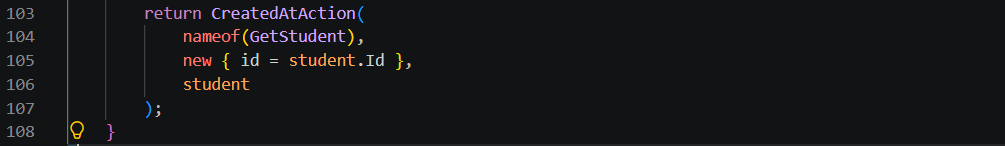 103 return CreatedAtAction(
104 nameof(GetStudent),
105 new { id = student.Id },
106 student
107 );
108 }